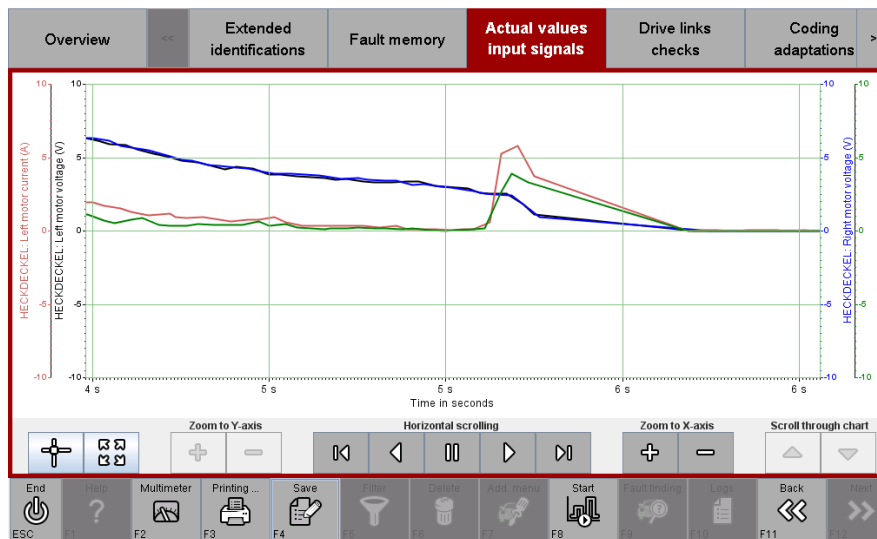 Overview
<<
Extended
identifications
Fault memory
Actual values
input signals
Drive links
checks
Coding
adaptations
>
HECKDECKEL: Left motor current (A)
10
5
0
-5
-10
HECKDECKEL: Left motor voltage (V)
10
5
0
-5
-10
HECKDECKEL: Right motor voltage (V)
10
5
0
-5
-10
10
5
0
-5
-10
4 s
5 s
5 s
6 s
6 s
Time in seconds
Zoom to Y-axis
Horizontal scrolling
Zoom to X-axis
Scroll through chart
End
ESC
Help
F1
Multimeter
F2
Printing ...
F3
Save
F4
Filter
F5
Delete
F6
Add. menu
F7
Start
F8
Fault finding
F9
Logs
F10
Back
F11
Next
F12